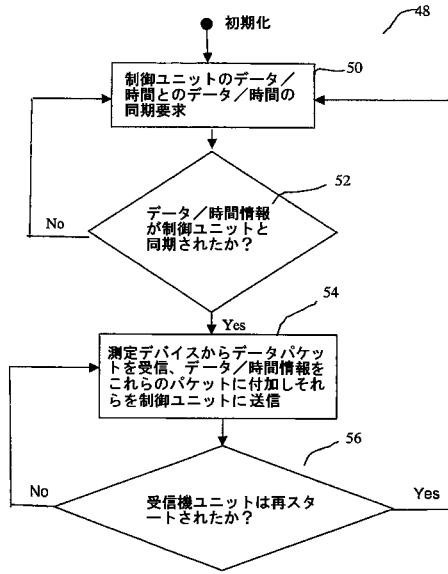 48
初期化
50
制御ユニットのデータ／
時間とのデータ／時間の
同期要求
52
データ／時間情報
が制御ユニットと
同期されたか？
No
Yes
54
測定デバイスからデータパケッ
トを受信、データ／時間情報を
これらのパケットに付加しそれ
らを制御ユニットに送信
56
受信機ユニットは再スタ
ートされたか？
No
Yes